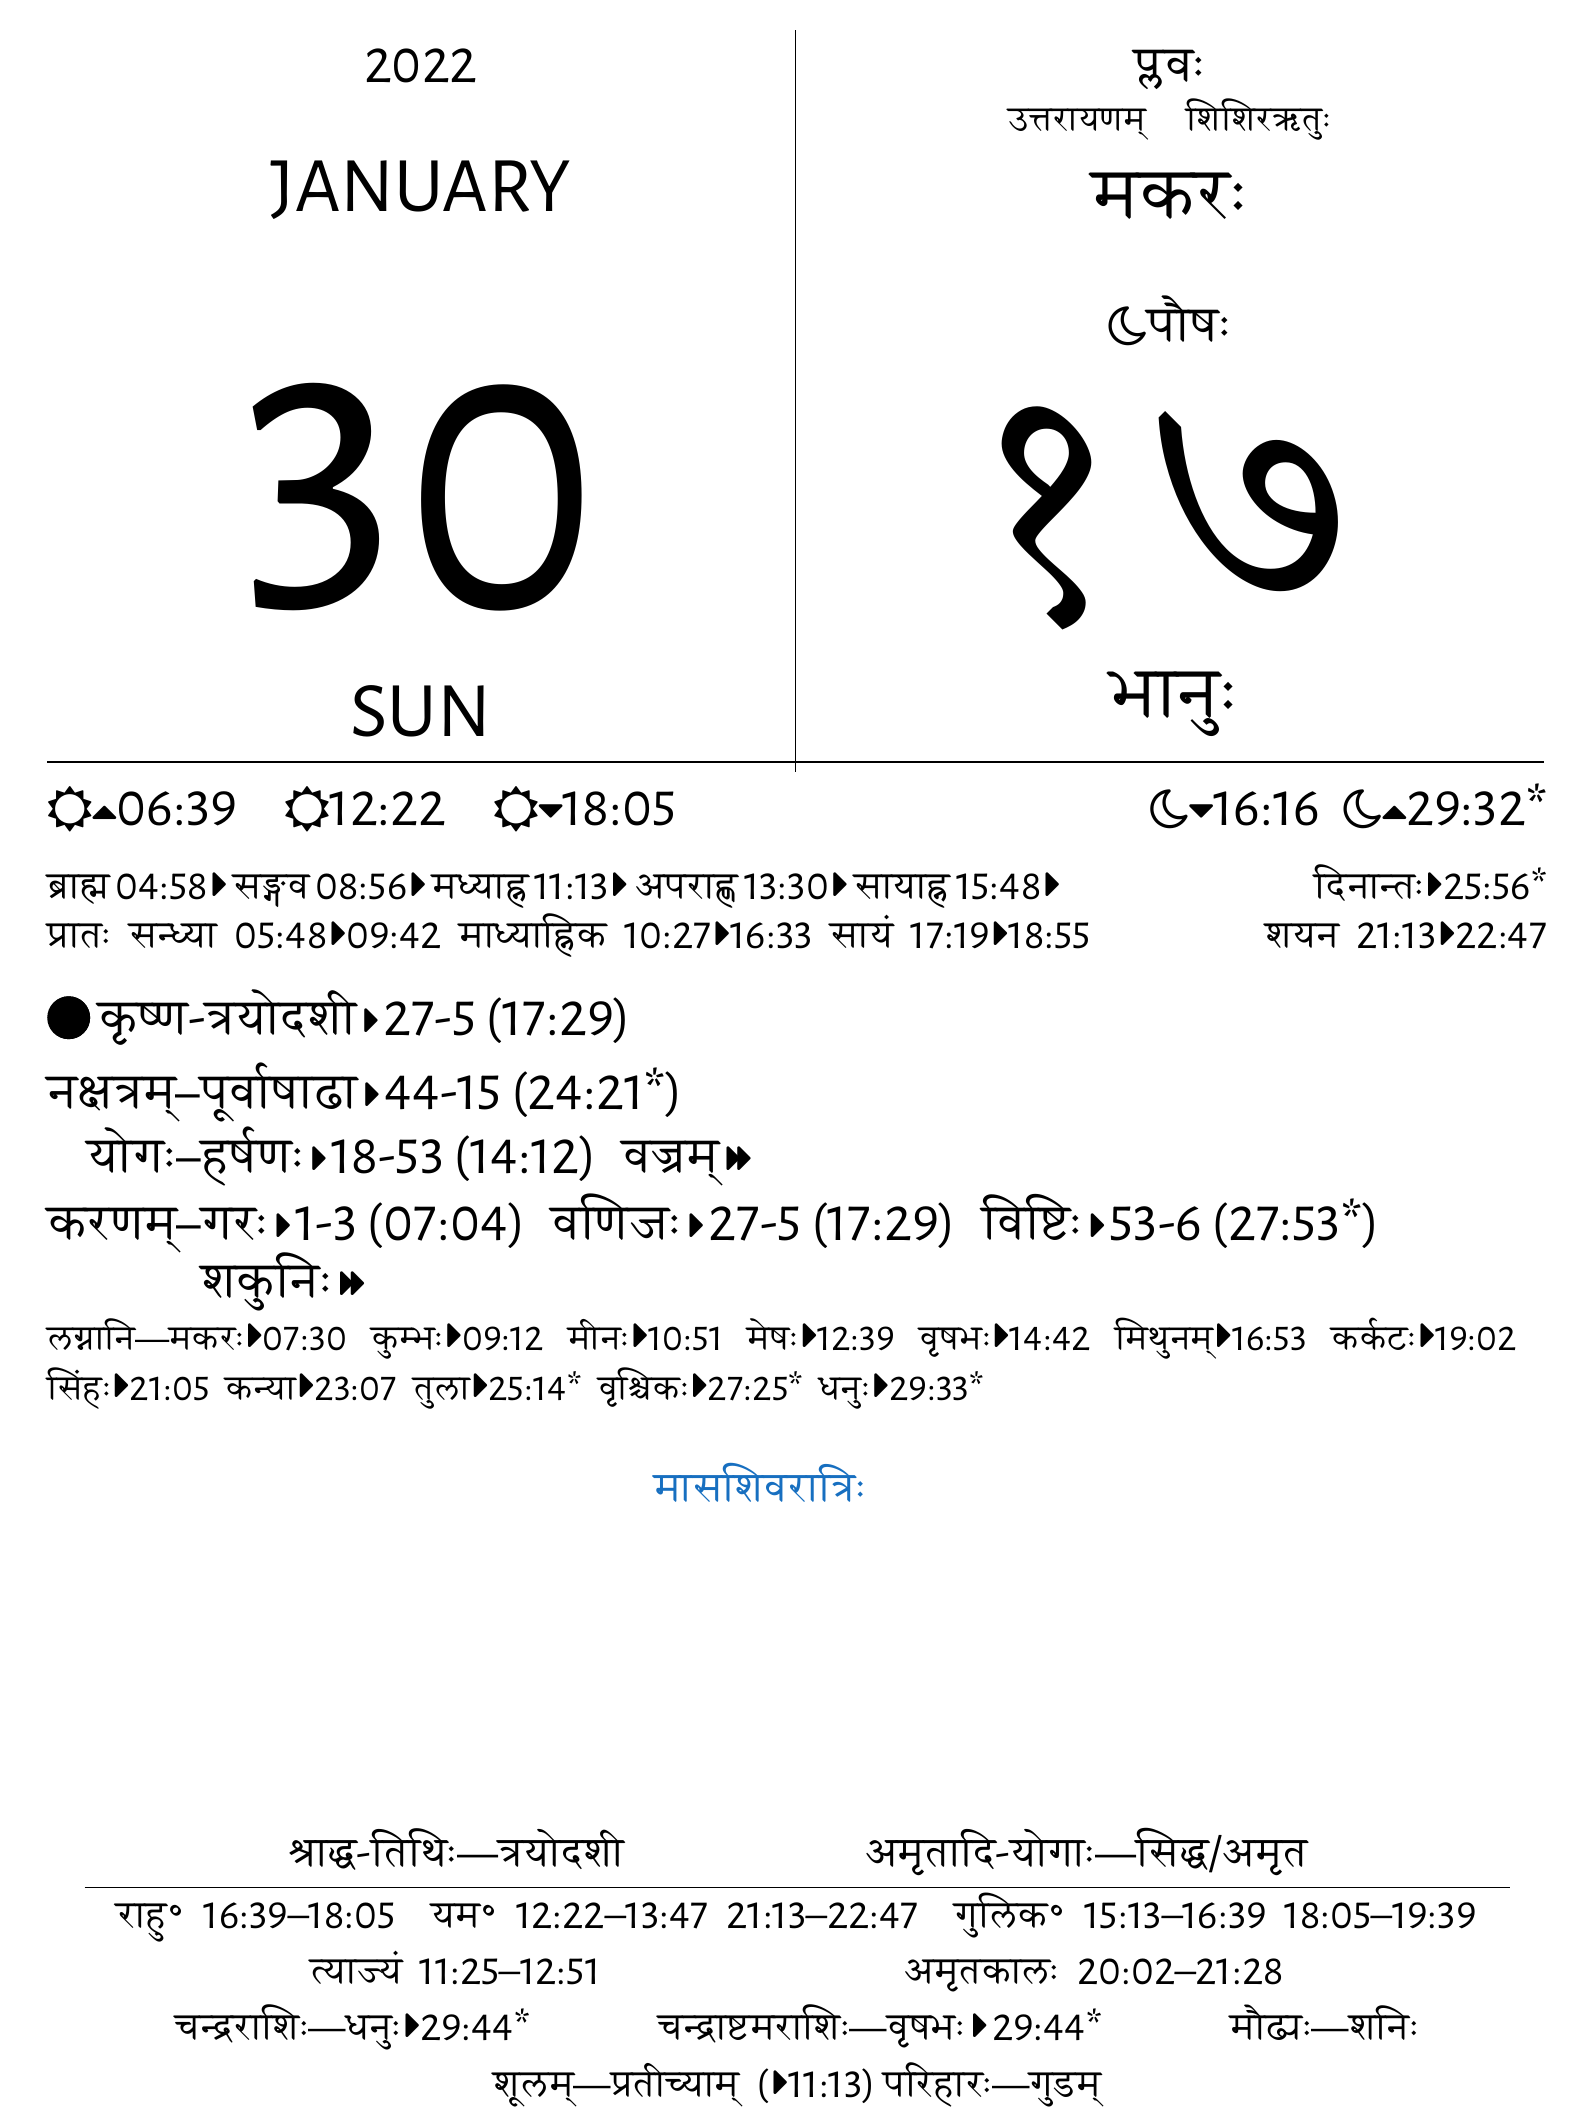 2022
JANUARY
30
SUN
प्लवः
उत्तरायणम् शिशिरऋतुः
मकरः
पौषः
१७
भानुः
06:39 12:22 18:05 16:16 29:32*
ब्राह्म 04:58 सङ्गव 08:56 मध्याह्न 11:13 अपराह्ण 13:30 सायाह्न 15:48 दिनान्तः 25:56*
प्रातः सन्ध्या 05:48 09:42 माध्याह्निक 10:27 16:33 सायं 17:19 18:55 शयन 21:13 22:47
कृष्ण-त्रयोदशी 27-5 (17:29)
नक्षत्रम्–पूर्वाषाढा 44-15 (24:21*)
योगः–हर्षणः 18-53 (14:12) वज्रम्
करणम्–गरः 1-3 (07:04) वणिजः 27-5 (17:29) विष्टिः 53-6 (27:53*)
शकुनिः
लग्नानि—मकरः 07:30 कुम्भः 09:12 मीनः 10:51 मेषः 12:39 वृषभः 14:42 मिथुनम् 16:53 कर्कटः 19:02
सिंहः 21:05 कन्या 23:07 तुला 25:14* वृश्चिकः 27:25* धनुः 29:33*
मासशिवरात्रिः
श्राद्ध-तिथिः—त्रयोदशी अमृतादि-योगाः—सिद्ध/अमृत
राहु॰ 16:39–18:05 यम॰ 12:22–13:47 21:13–22:47 गुलिक॰ 15:13–16:39 18:05–19:39
त्याज्यं 11:25–12:51 अमृतकालः 20:02–21:28
चन्द्रराशिः—धनुः 29:44* चन्द्राष्टमराशिः—वृषभः 29:44* मौढ्यः—शनिः
शूलम्—प्रतीच्याम् (11:13) परिहारः—गुडम्